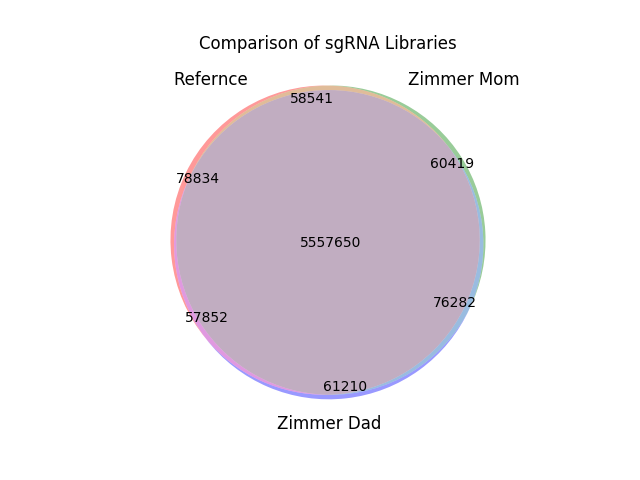 Comparison of sgRNA Libraries
Refernce
Zimmer Mom
58541
60419
78834
5557650
76282
57852
61210
Zimmer Dad